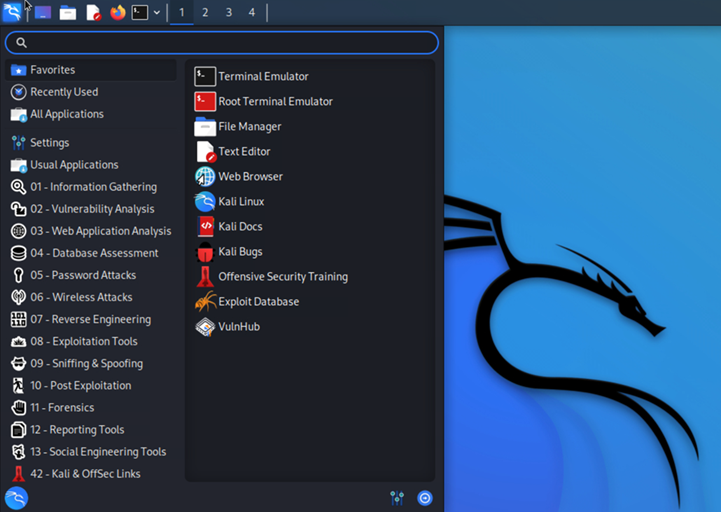 1 2 3 4
Favorites
Recently Used
All Applications
Settings
Usual Applications
01 - Information Gathering
02 - Vulnerability Analysis
03 - Web Application Analysis
04 - Database Assessment
05 - Password Attacks
06 - Wireless Attacks
07 - Reverse Engineering
08 - Exploitation Tools
09 - Sniffing & Spoofing
10 - Post Exploitation
11 - Forensics
12 - Reporting Tools
13 - Social Engineering Tools
42 - Kali & OffSec Links
Terminal Emulator
Root Terminal Emulator
File Manager
Text Editor
Web Browser
Kali Linux
Kali Docs
Kali Bugs
Offensive Security Training
Exploit Database
VulnHub